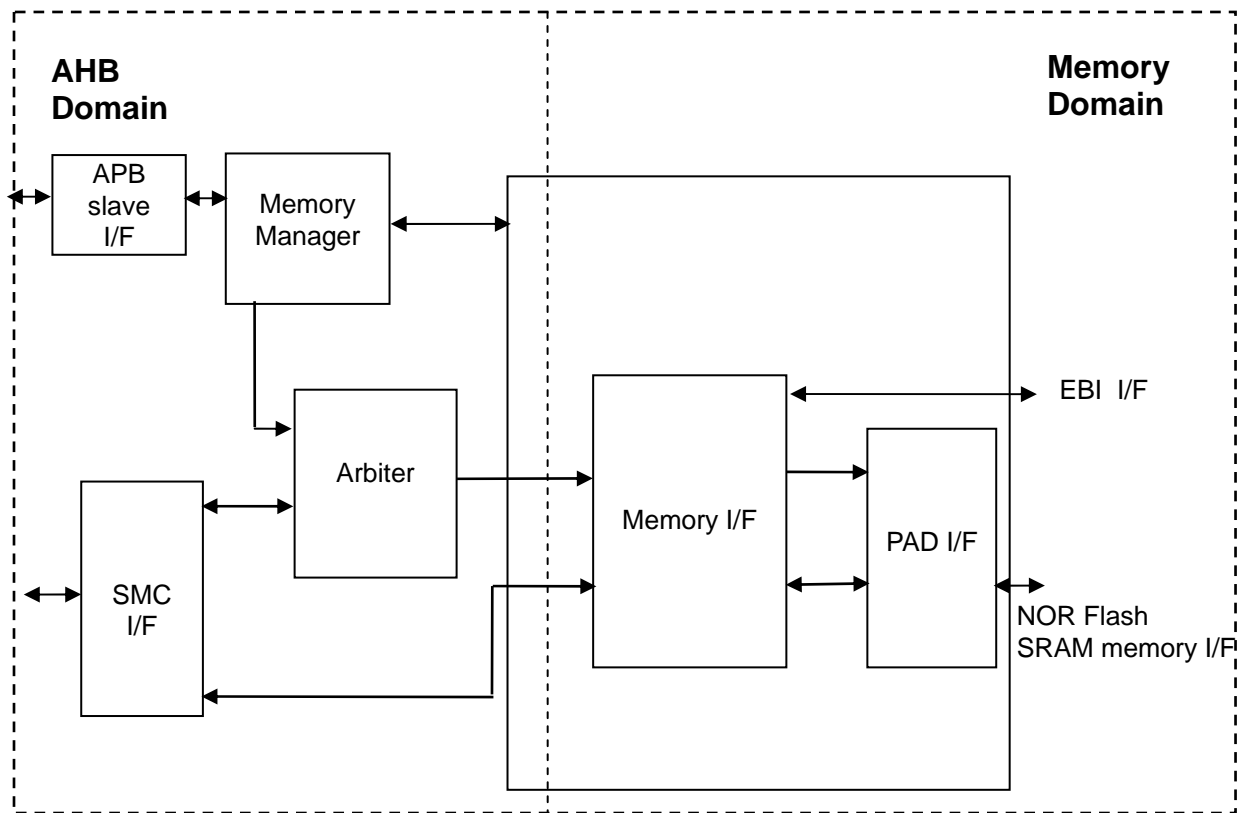 AHB
Domain
Memory
Domain
APB
slave
I/F
Memory
Manager
EBI I/F
Arbiter
Memory I/F
PAD I/F
SMC
I/F
NOR Flash
SRAM memory I/F